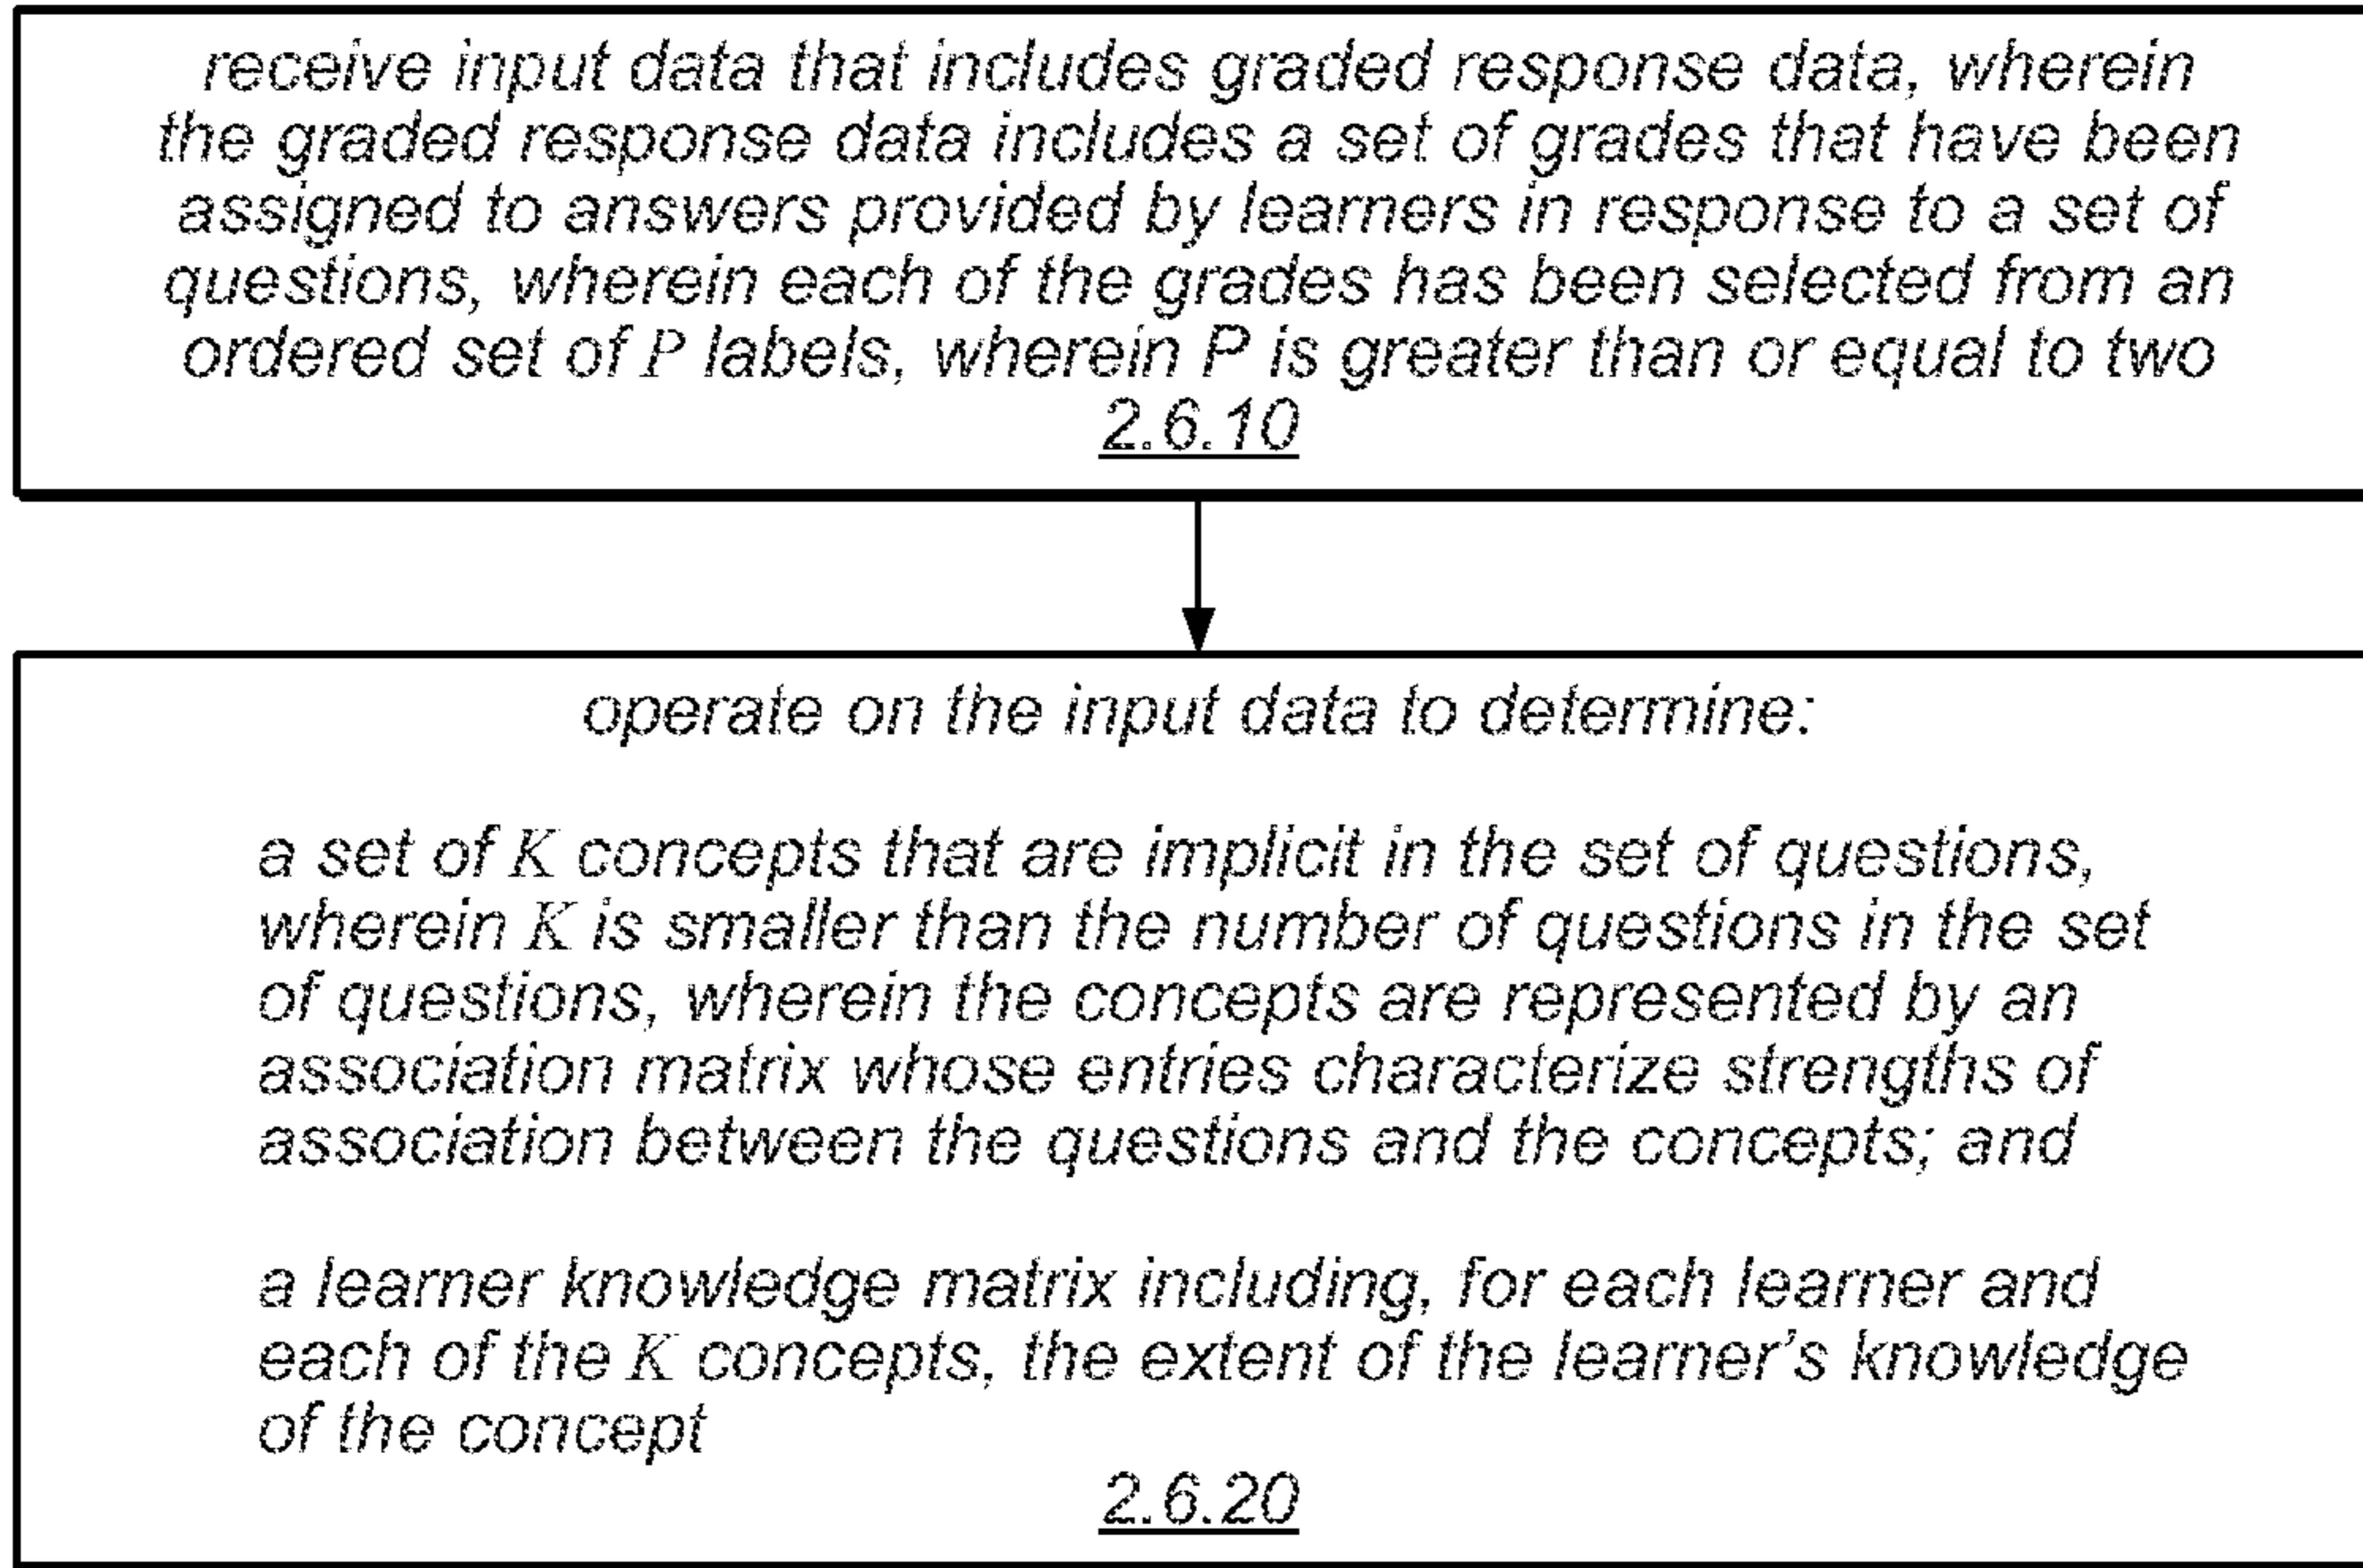 receive input data that includes graded response data, wherein
the graded response data includes a set of grades that have been
assigned to answers provided by learners in response to a set of
questions, wherein each of the grades has been selected from an
ordered set of P labels, wherein P is greater than or equal to two
2.6.10
operate on the input data to determine:
a set of K concepts that are implicit in the set of questions,
wherein K is smaller than the number of questions in the set
of questions, wherein the concepts are represented by an
association matrix whose entries characterize strengths of
association between the questions and the concepts; and
a learner knowledge matrix including, for each learner and
each of the K concepts, the extent of the learner's knowledge
of the concept
2.6.20